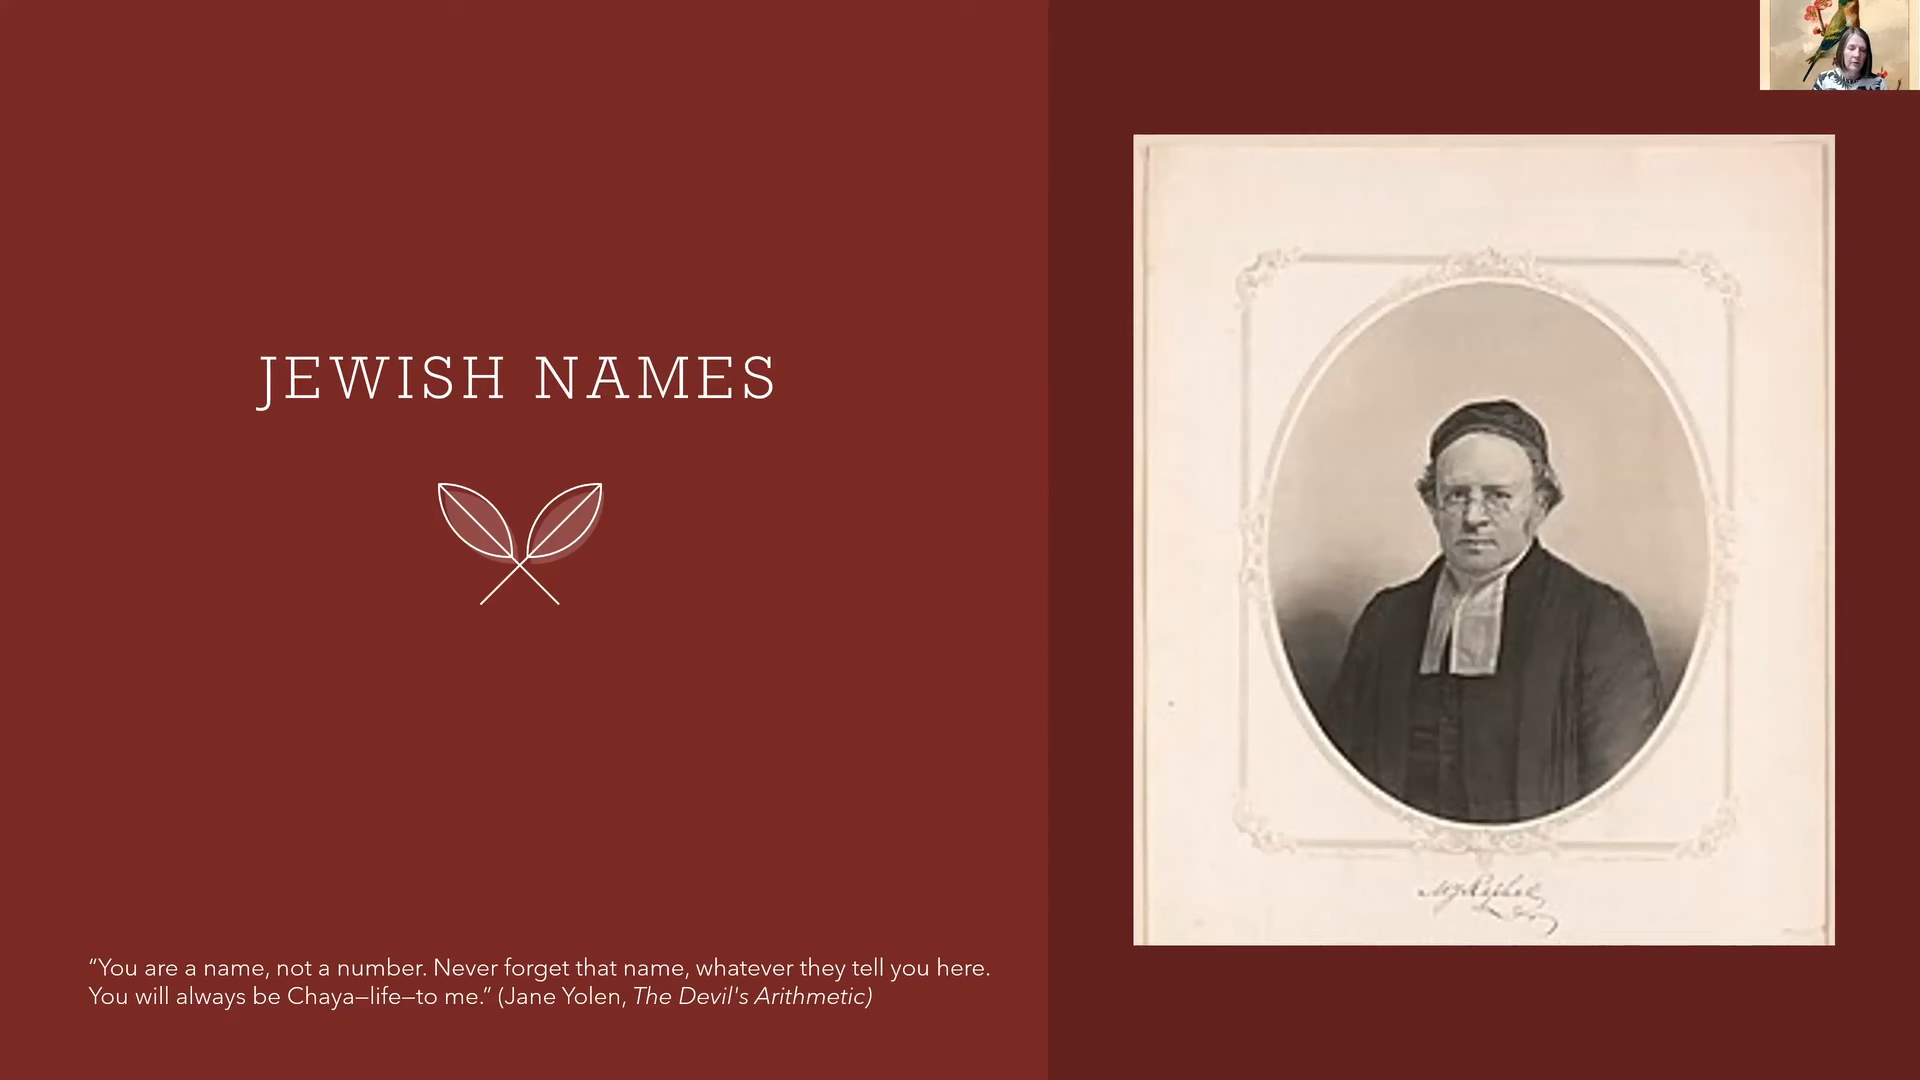 JEWISH NAMES
“You are a name, not a number. Never forget that name, whatever they tell you here.
You will always be Chaya—life—to me.” (Jane Yolen, The Devil's Arithmetic)